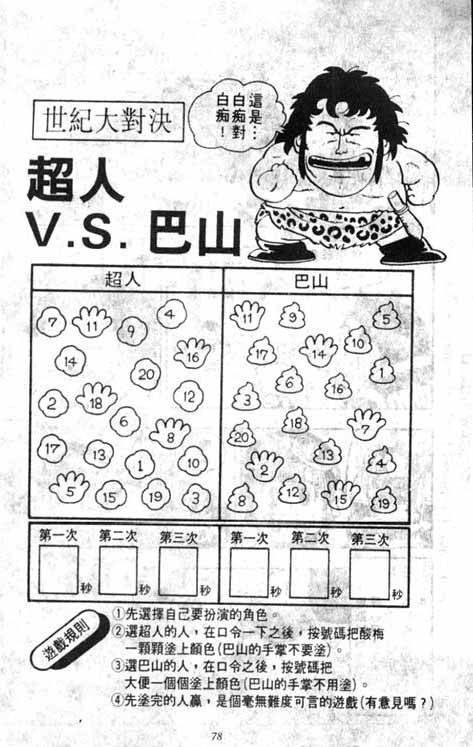 世紀大對決
這是…
白痴對
白痴！
超人
V.S. 巴山
超人
巴山
7 11 9 4
14 20 16
2 18 6 12
17 13 1 8 10
5 15 19 3
11 9 5
17 14 10
3 6 16 1
20 18 7
2 13 4
8 12 15 19
第一次 第二次 第三次 第一次 第二次 第三次
秒 秒 秒 秒 秒 秒
遊戲規則
①先選擇自己要扮演的角色。
②選超人的人，在口令一下之後，按號碼把酸梅
一顆顆塗上顏色(巴山的手掌不要塗)。
③選巴山的人，在口令之後，按號碼把
大便一個個塗上顏色(巴山的手掌不用塗)。
④先塗完的人贏，是個毫無難度可言的遊戲(有意見嗎？)
78